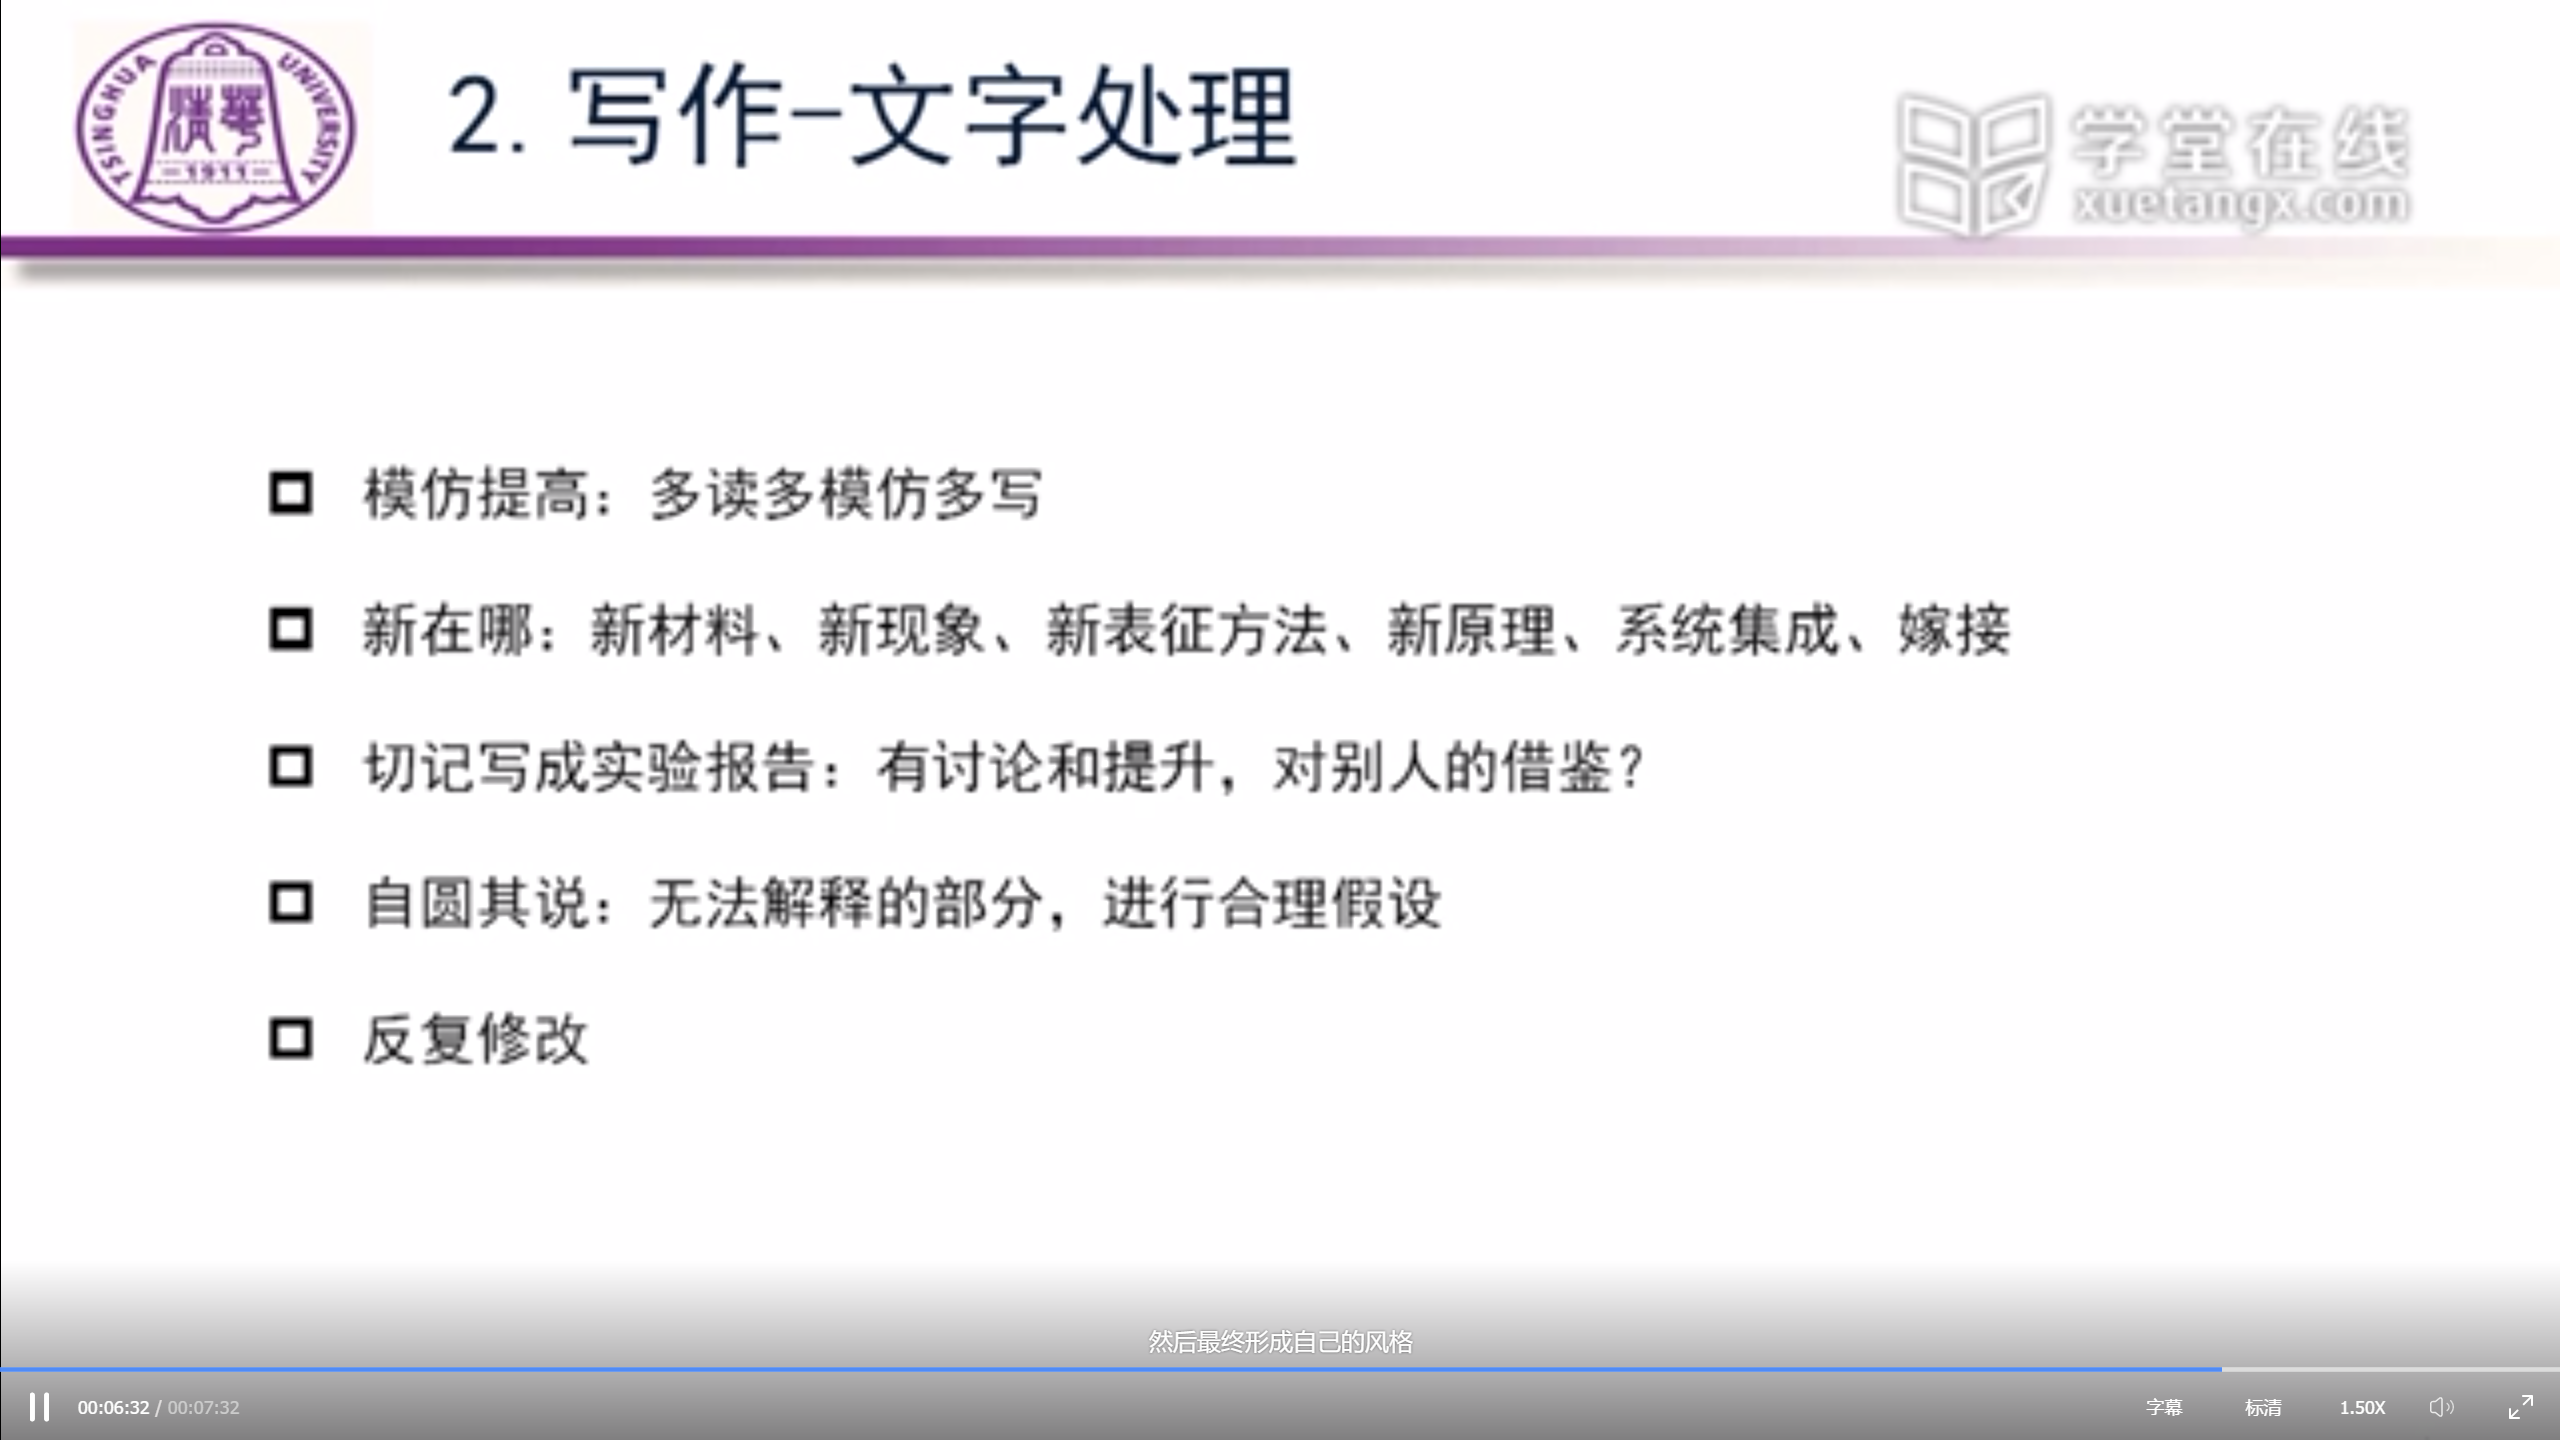 TSINGHUA UNIVERSITY
清華
-1911-
2. 写作-文字处理
学堂在线
xuetangx.com
模仿提高：多读多模仿多写
新在哪：新材料、新现象、新表征方法、新原理、系统集成、嫁接
切记写成实验报告：有讨论和提升，对别人的借鉴？
自圆其说：无法解释的部分，进行合理假设
反复修改
然后最终形成自己的风格
00:06:32 / 00:07:32 字幕 标清 1.50X